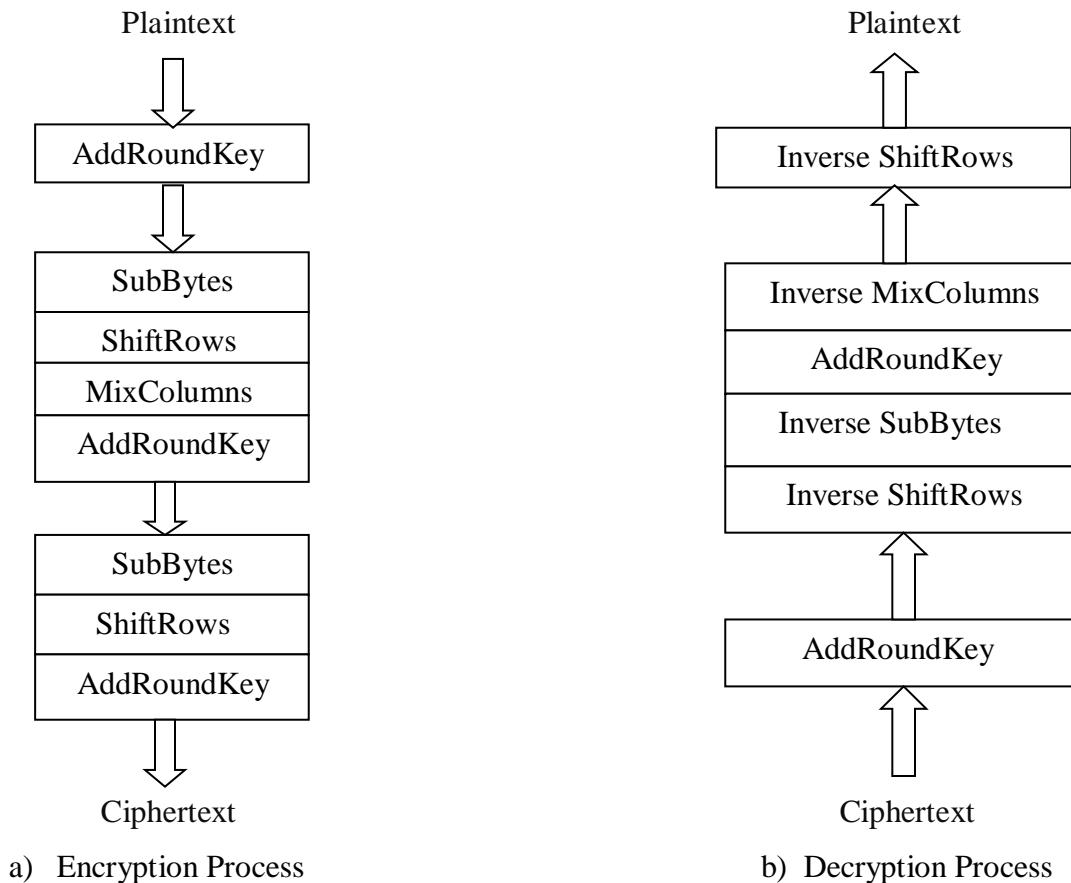 Plaintext
AddRoundKey
SubBytes
ShiftRows
MixColumns
AddRoundKey
SubBytes
ShiftRows
AddRoundKey
Ciphertext
a) Encryption Process
Plaintext
Inverse ShiftRows
Inverse MixColumns
AddRoundKey
Inverse SubBytes
Inverse ShiftRows
AddRoundKey
Ciphertext
b) Decryption Process